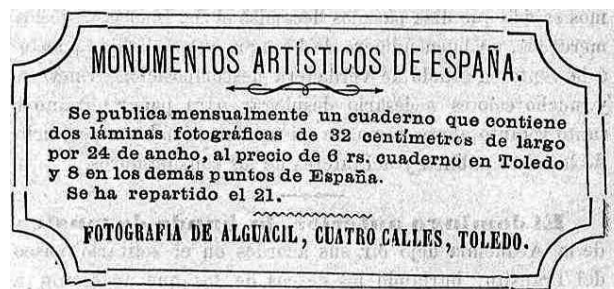 MONUMENTOS ARTÍSTICOS DE ESPAÑA.
Se publica mensualmente un cuaderno que contiene
dos láminas fotográficas de 32 centímetros de largo
por 24 de ancho, al precio de 6 rs. cuaderno en Toledo
y 8 en los demás puntos de España.
Se ha repartido el 21.
FOTOGRAFIA DE ALGUACIL, CUATRO CALLES, TOLEDO.